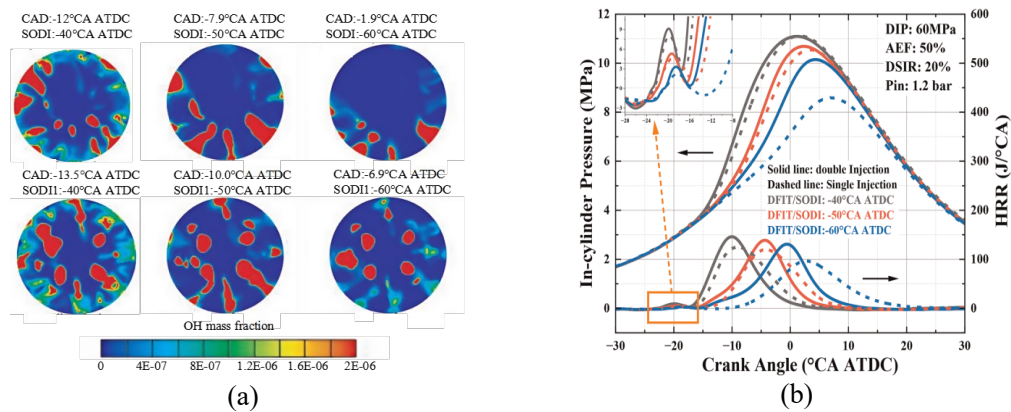 CAD:-12°CA ATDC
SODI:-40°CA ATDC
CAD:-7.9°CA ATDC
SODI:-50°CA ATDC
CAD:-1.9°CA ATDC
SODI:-60°CA ATDC
CAD:-13.5°CA ATDC
SODI1:-40°CA ATDC
CAD:-10.0°CA ATDC
SODI1:-50°CA ATDC
CAD:-6.9°CA ATDC
SODI1:-60°CA ATDC
OH mass fraction
0 4E-07 8E-07 1.2E-06 1.6E-06 2E-06
(a)
In-cylinder Pressure (MPa)
12
10
8
6
4
2
0
DIP: 60MPa
AEF: 50%
DSIR: 20%
Pin: 1.2 bar
Solid line: double Injection
Dashed line: Single Injection
DFIT/SODI: -40°CA ATDC
DFIT/SODI: -50°CA ATDC
DFIT/SODI:-60°CA ATDC
600
500
400
300
200
100
0
HRR (J/°CA)
-30 -20 -10 0 10 20 30
Crank Angle (°CA ATDC)
(b)